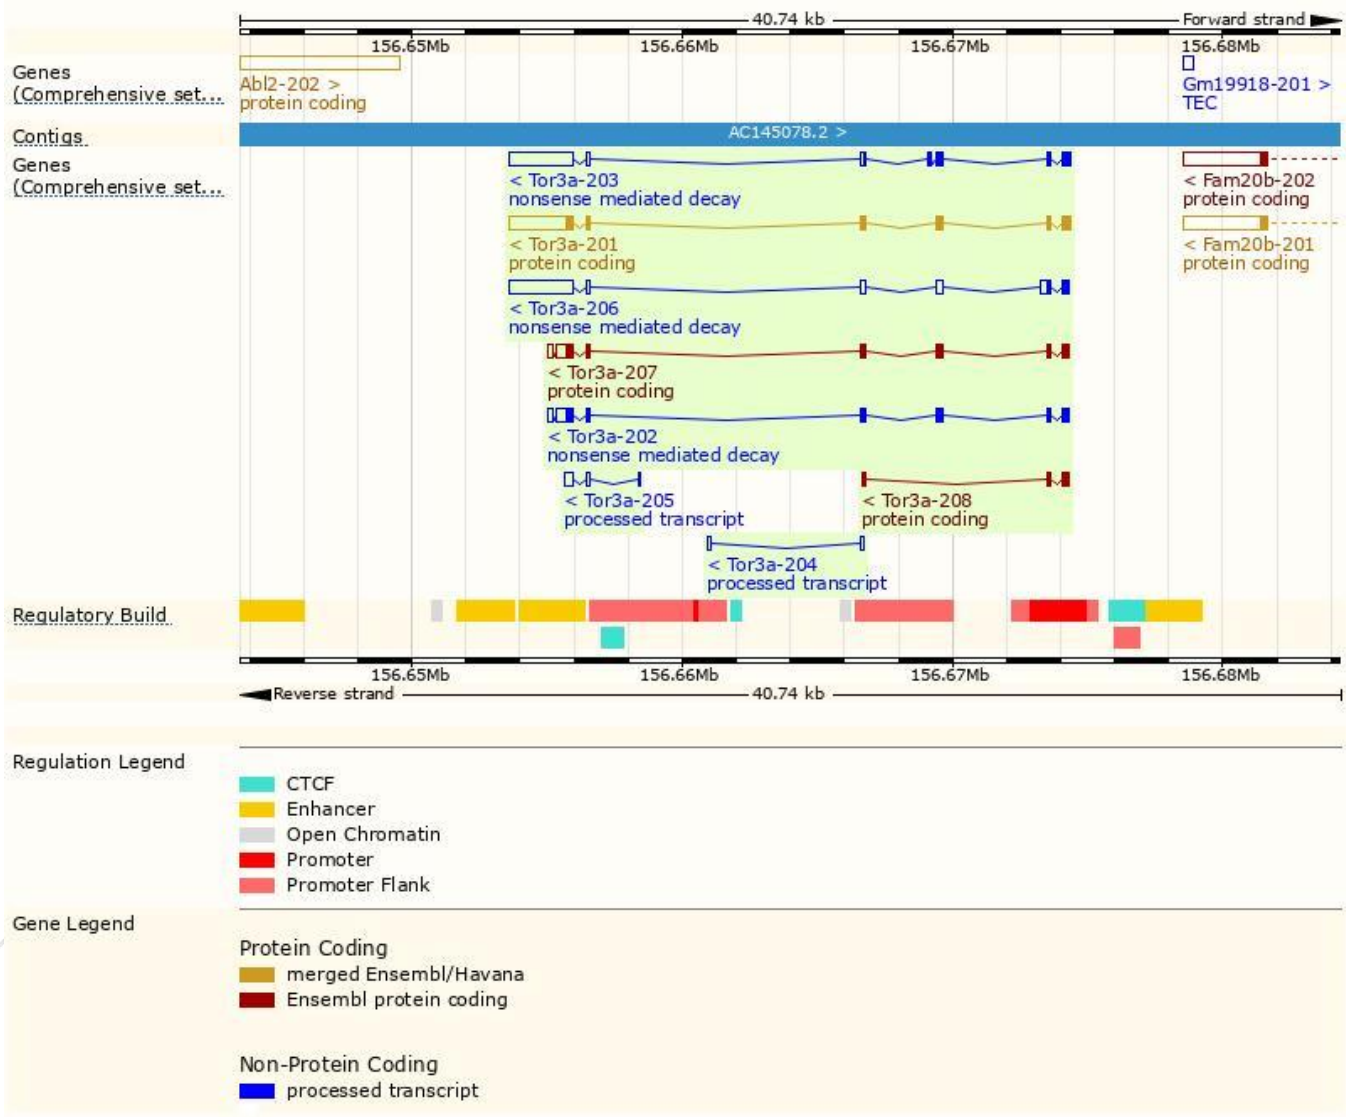 40.74 kb Forward strand
156.65Mb 156.66Mb 156.67Mb 156.68Mb
Genes
(Comprehensive set...
Abl2-202 >
protein coding
Gm19918-201 >
TEC
Contigs
AC145078.2 >
Genes
(Comprehensive set...
< Tor3a-203
nonsense mediated decay
< Fam20b-202
protein coding
< Tor3a-201
protein coding
< Fam20b-201
protein coding
< Tor3a-206
nonsense mediated decay
< Tor3a-207
protein coding
< Tor3a-202
nonsense mediated decay
< Tor3a-205
processed transcript
< Tor3a-208
protein coding
< Tor3a-204
processed transcript
Regulatory Build
156.65Mb 156.66Mb 156.67Mb 156.68Mb
Reverse strand 40.74 kb
Regulation Legend
CTCF
Enhancer
Open Chromatin
Promoter
Promoter Flank
Gene Legend
Protein Coding
merged Ensembl/Havana
Ensembl protein coding
Non-Protein Coding
processed transcript